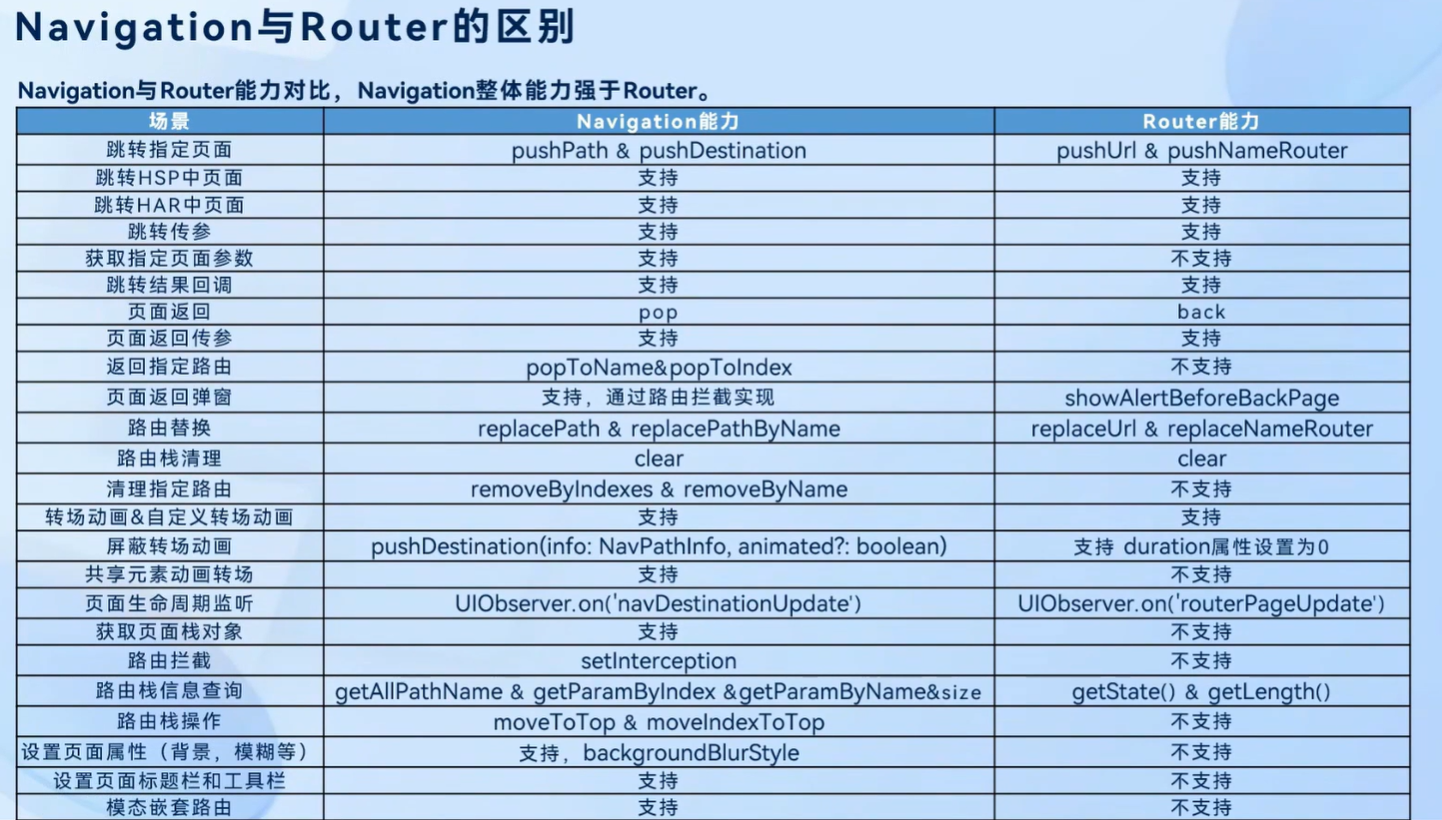 Navigation与Router的区别
Navigation与Router能力对比，Navigation整体能力强于Router。
场景 Navigation能力 Router能力
跳转指定页面 pushPath & pushDestination pushUrl & pushNameRouter
跳转HSP中页面 支持 支持
跳转HAR中页面 支持 支持
跳转传参 支持 支持
获取指定页面参数 支持 不支持
跳转结果回调 支持 支持
页面返回 pop back
页面返回传参 支持 支持
返回指定路由 popToName&popToIndex 不支持
页面返回弹窗 支持，通过路由拦截实现 showAlertBeforeBackPage
路由替换 replacePath & replacePathByName replaceUrl & replaceNameRouter
路由栈清理 clear clear
清理指定路由 removeByIndexes & removeByName 不支持
转场动画&自定义转场动画 支持 支持
屏蔽转场动画 pushDestination(info: NavPathInfo, animated?: boolean) 支持 duration属性设置为0
共享元素动画转场 支持 不支持
页面生命周期监听 UIObserver.on('navDestinationUpdate') UIObserver.on('routerPageUpdate')
获取页面栈对象 支持 不支持
路由拦截 setInterception 不支持
路由栈信息查询 getAllPathName & getParamByIndex &getParamByName&size getState() & getLength()
路由栈操作 moveToTop & moveIndexToTop 不支持
设置页面属性（背景，模糊等） 支持，backgroundBlurStyle 不支持
设置页面标题栏和工具栏 支持 不支持
模态嵌套路由 支持 不支持